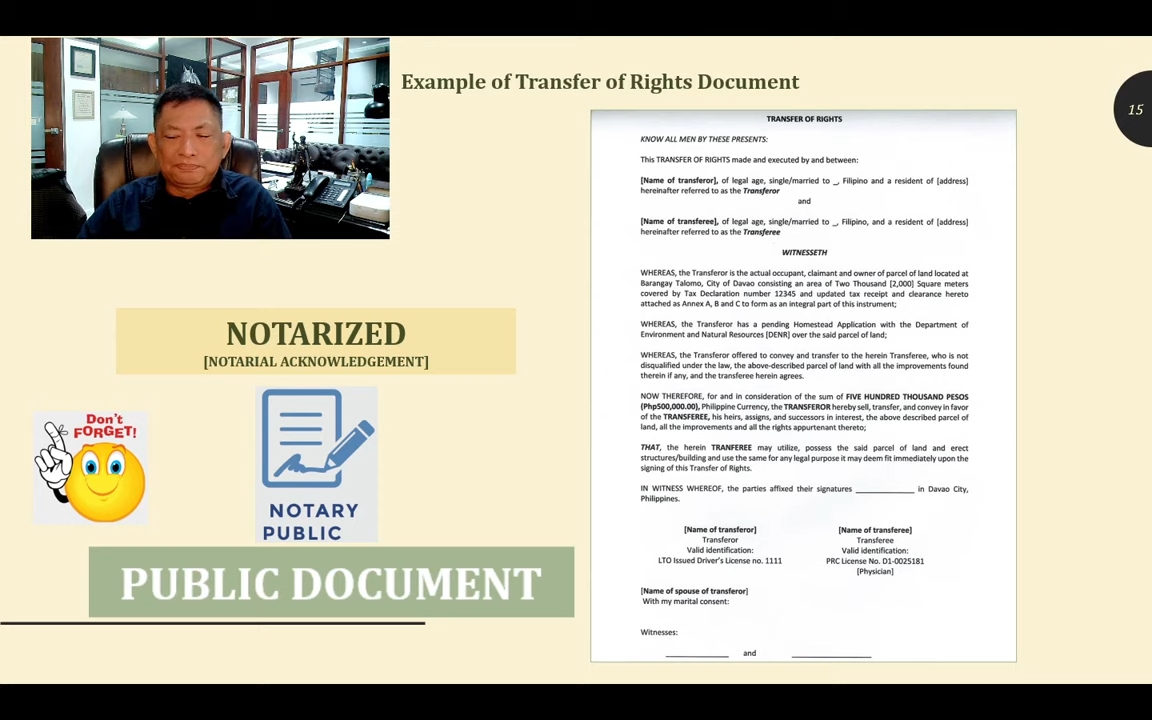 Example of Transfer of Rights Document
15
NOTARIZED
[NOTARIAL ACKNOWLEDGEMENT]
Don't
FORGET!
NOTARY
PUBLIC
PUBLIC DOCUMENT
TRANSFER OF RIGHTS
KNOW ALL MEN BY THESE PRESENTS:
This TRANSFER OF RIGHTS made and executed by and between:
[Name of transferor], of legal age, single/married to _, Filipino and a resident of [address]
hereinafter referred to as the Transferor
and
[Name of transferee], of legal age, single/married to _, Filipino, and a resident of [address]
hereinafter referred to as the Transferee
WITNESSETH
WHEREAS, the Transferor is the actual occupant, claimant and owner of parcel of land located at
Barangay Talomo, City of Davao consisting an area of Two Thousand [2,000] Square meters
covered by Tax Declaration number 12345 and updated tax receipt and clearance hereto
attached as Annex A, B and C to form as an integral part of this instrument;
WHEREAS, the Transferor has a pending Homestead Application with the Department of
Environment and Natural Resources [DENR] over the said parcel of land;
WHEREAS, the Transferor offered to convey and transfer to the herein Transferee, who is not
disqualified under the law, the above-described parcel of land with all the improvements found
therein if any, and the transferee herein agrees.
NOW THEREFORE, for and in consideration of the sum of FIVE HUNDRED THOUSAND PESOS
(Php500,000.00), Philippine Currency, the TRANSFEROR hereby sell, transfer, and convey in favor
of the TRANSFEREE, his heirs, assigns, and successors in interest, the above described parcel of
land, all the improvements and all the rights appurtenant thereto;
THAT, the herein TRANFEREE may utilize, possess the said parcel of land and erect
structures/building and use the same for any legal purpose it may deem fit immediately upon the
signing of this Transfer of Rights.
IN WITNESS WHEREOF, the parties affixed their signatures ______________ in Davao City,
Philippines.
[Name of transferor]
Transferor
Valid identification:
LTO Issued Driver's License no. 1111
[Name of transferee]
Transferee
Valid identification:
PRC License No. D1-0025181
[Physician]
[Name of spouse of transferor]
With my marital consent:
Witnesses:
______________ and ________________